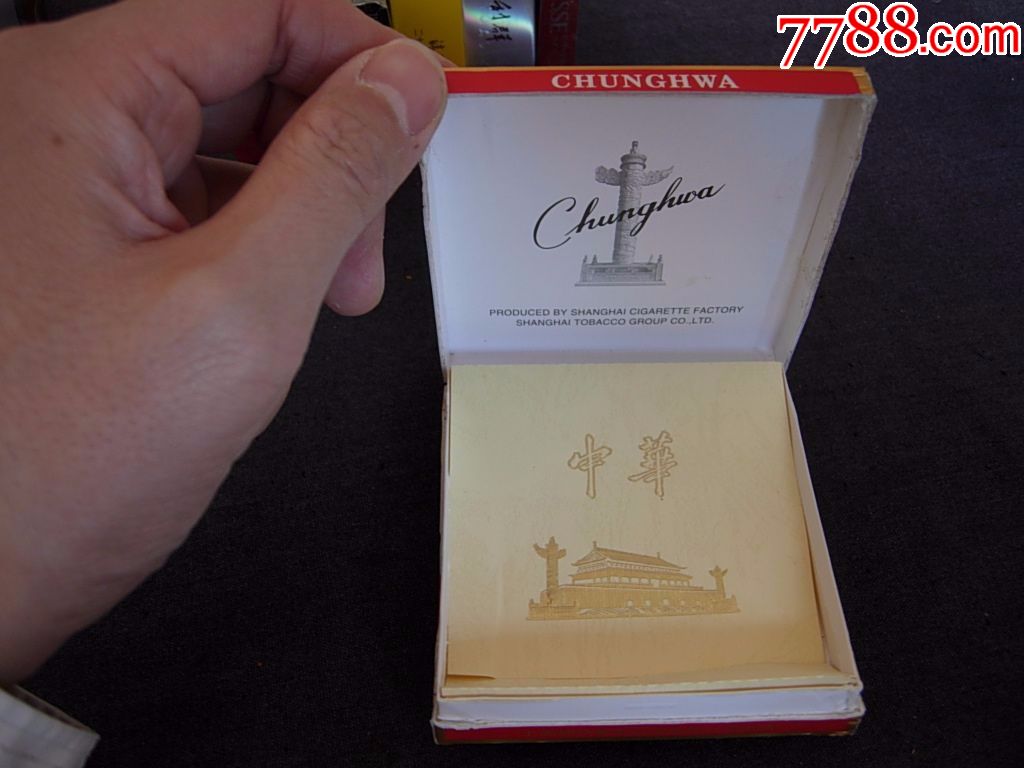 7788.com
CHUNGHWA
Chunghwa
PRODUCED BY SHANGHAI CIGARETTE FACTORY
SHANGHAI TOBACCO GROUP CO.,LTD.
中華